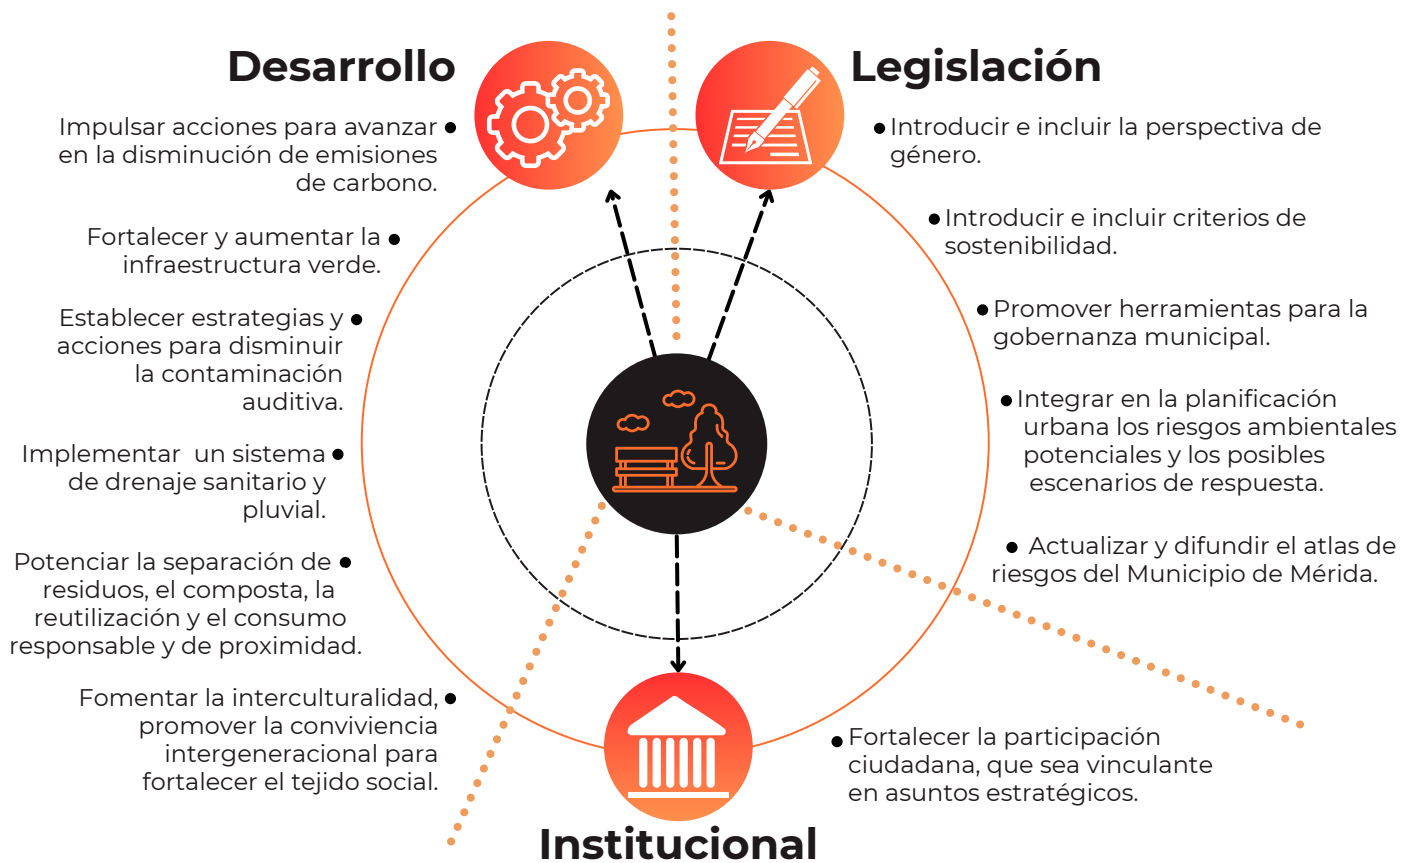 Desarrollo
Impulsar acciones para avanzar
en la disminución de emisiones
de carbono.
Fortalecer y aumentar la
infraestructura verde.
Establecer estrategias y
acciones para disminuir
la contaminación
auditiva.
Implementar un sistema
de drenaje sanitario y
pluvial.
Potenciar la separación de
residuos, el composta, la
reutilización y el consumo
responsable y de proximidad.
Fomentar la interculturalidad,
promover la conviviencia
intergeneracional para
fortalecer el tejido social.
Legislación
Introducir e incluir la perspectiva de
género.
Introducir e incluir criterios de
sostenibilidad.
Promover herramientas para la
gobernanza municipal.
Integrar en la planificación
urbana los riesgos ambientales
potenciales y los posibles
escenarios de respuesta.
Actualizar y difundir el atlas de
riesgos del Municipio de Mérida.
Fortalecer la participación
ciudadana, que sea vinculante
en asuntos estratégicos.
Institucional